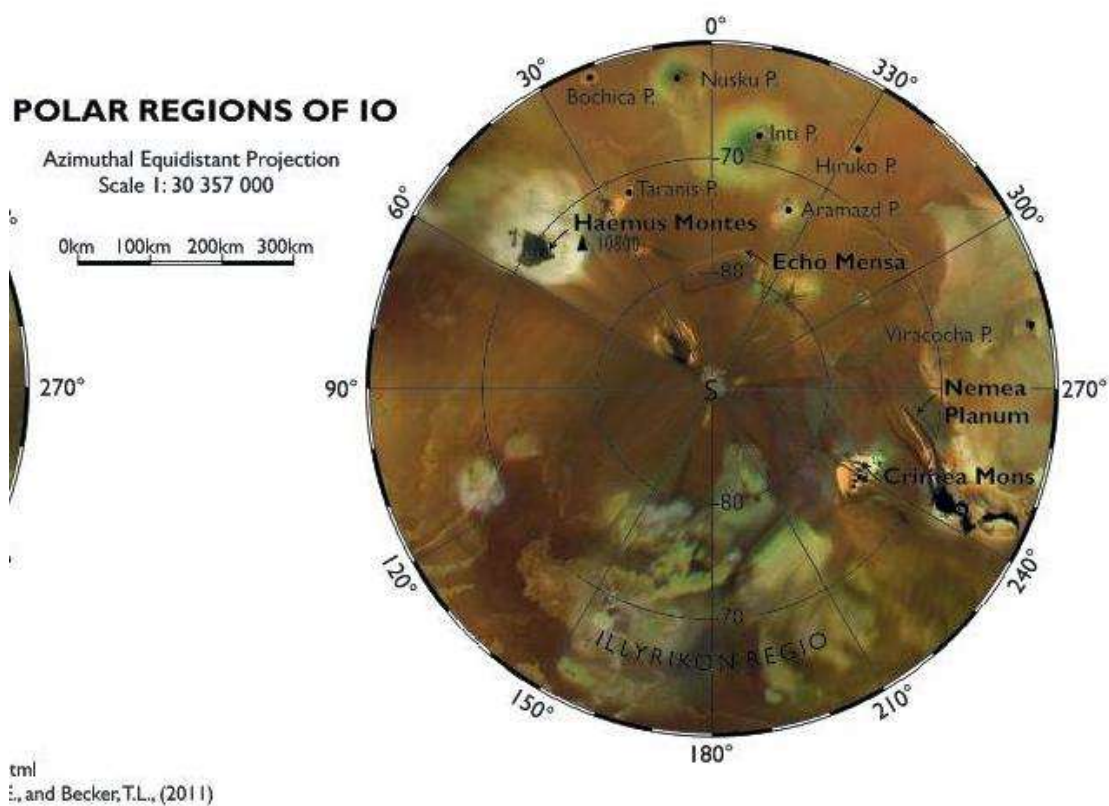 POLAR REGIONS OF IO
Azimuthal Equidistant Projection
Scale 1: 30 357 000
0km 100km 200km 300km
0°
30°
330°
60°
300°
90°
270°
270°
120°
240°
150°
210°
180°
Bochica P.
Nusku P.
Inti P.
70
Hiruko P.
Taranis P.
Aramazd P.
Haemus Montes
10800
Echo Mensa
80
Viracocha P.
S
Nemea
Planum
Crimea Mons
80
70
ILLYRIKON REGIO
tml
E., and Becker, T.L., (2011)